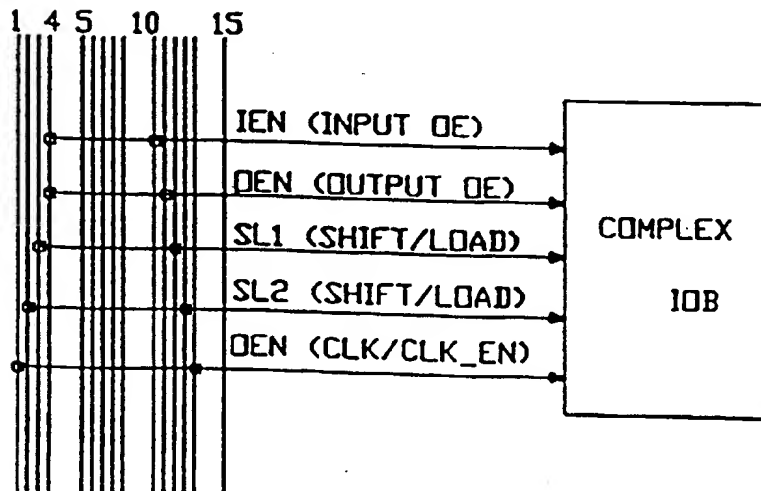 1 4 5 10 15
IEN (INPUT OE)
OEN (OUTPUT OE)
SL1 (SHIFT/LOAD)
SL2 (SHIFT/LOAD)
OEN (CLK/CLK_EN)
COMPLEX
IOB